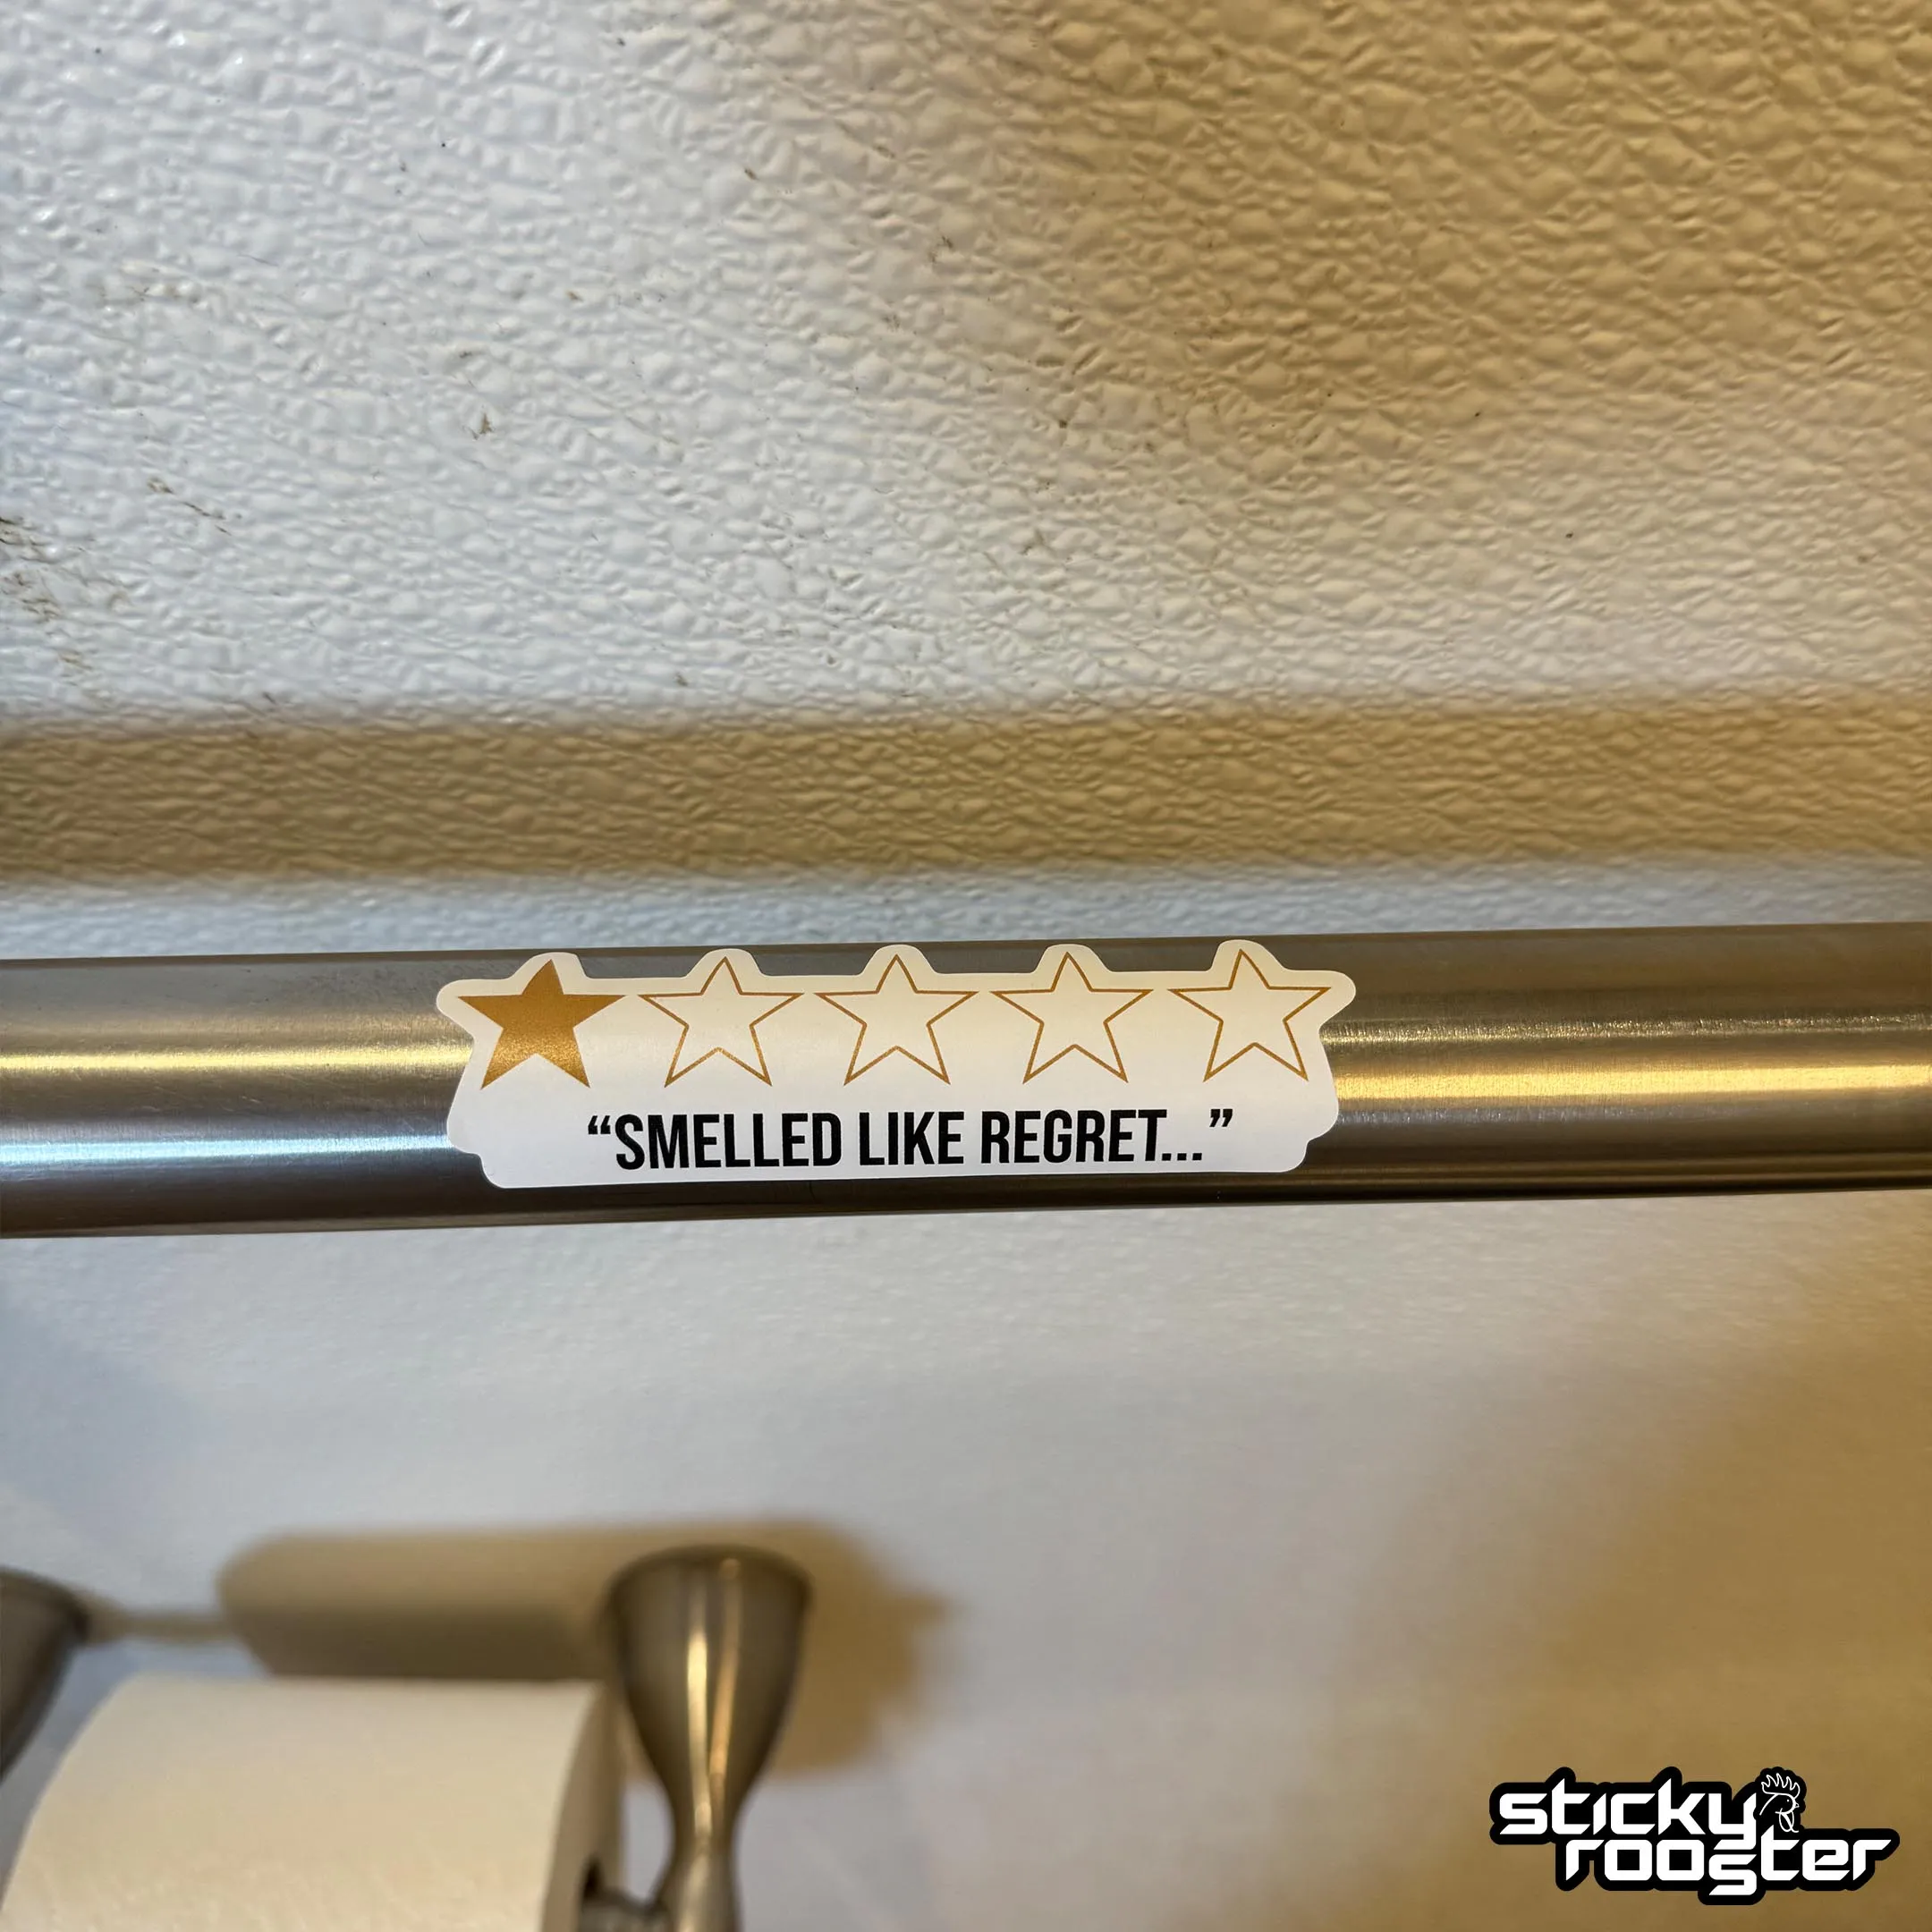 “SMELLED LIKE REGRET...”
sticky
rooster